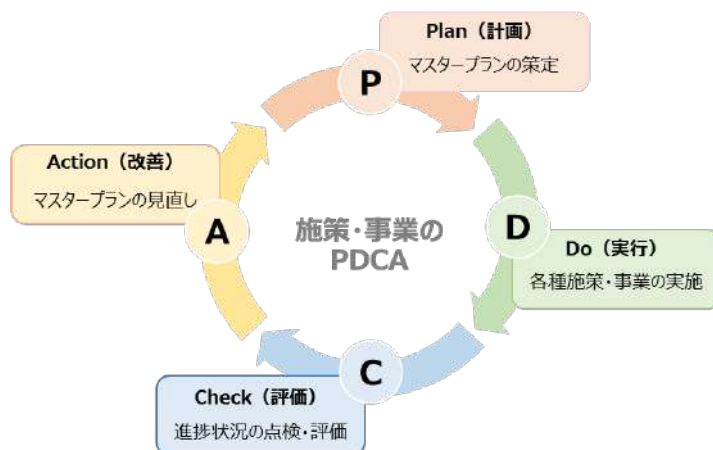 Plan（計画）
マスタープランの策定
P
Action（改善）
マスタープランの見直し
A
施策・事業の
PDCA
D
Do（実行）
各種施策・事業の実施
C
Check（評価）
進捗状況の点検・評価